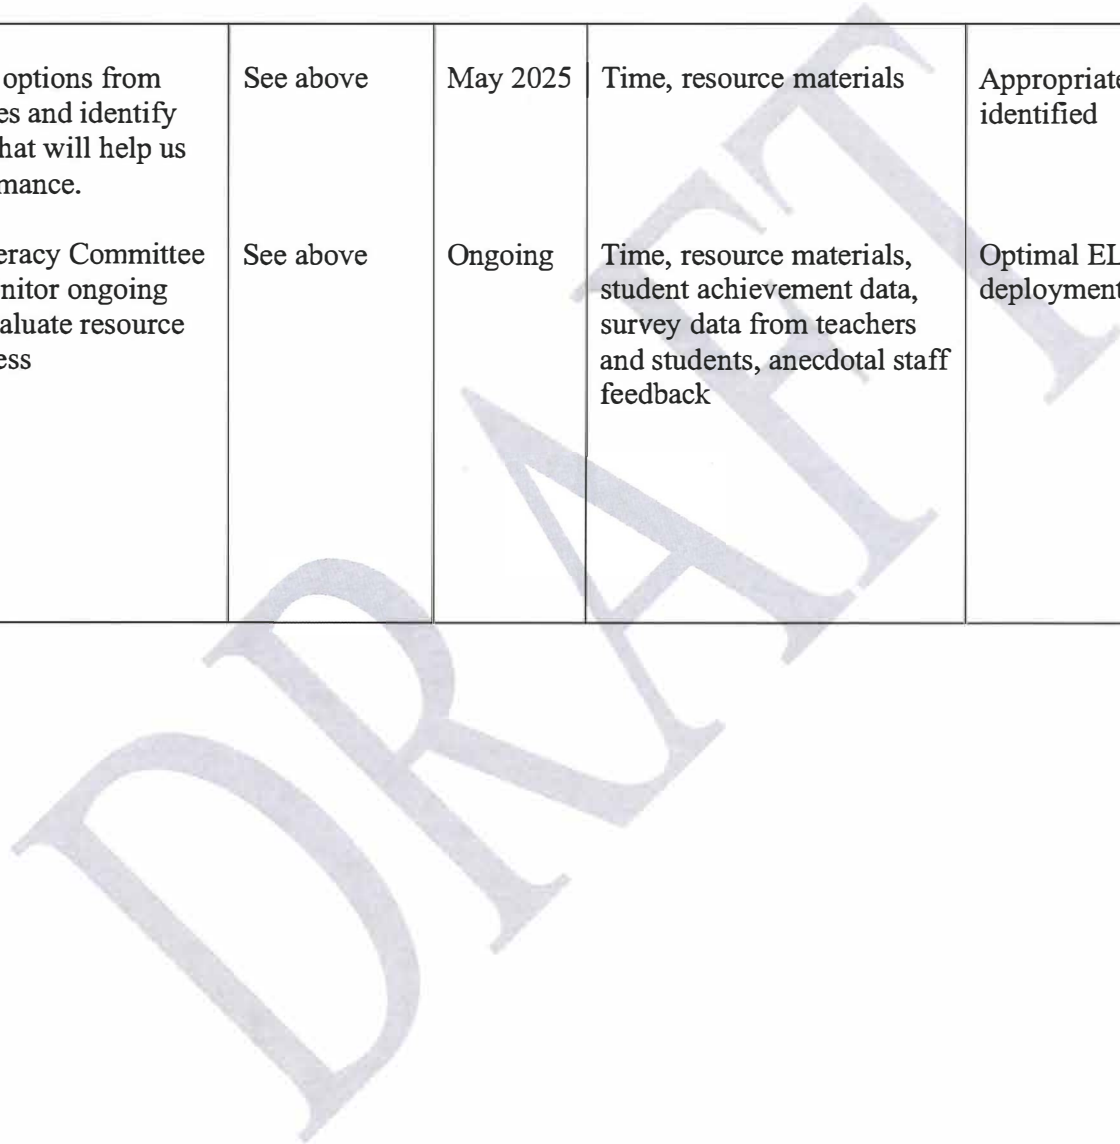 options from
es and identify
hat will help us
mance.
See above
May 2025
Time, resource materials
Appropriate
identified
eracy Committee
nitor ongoing
aluate resource
ess
See above
Ongoing
Time, resource materials,
student achievement data,
survey data from teachers
and students, anecdotal staff
feedback
Optimal EL
deployment
DRAFT